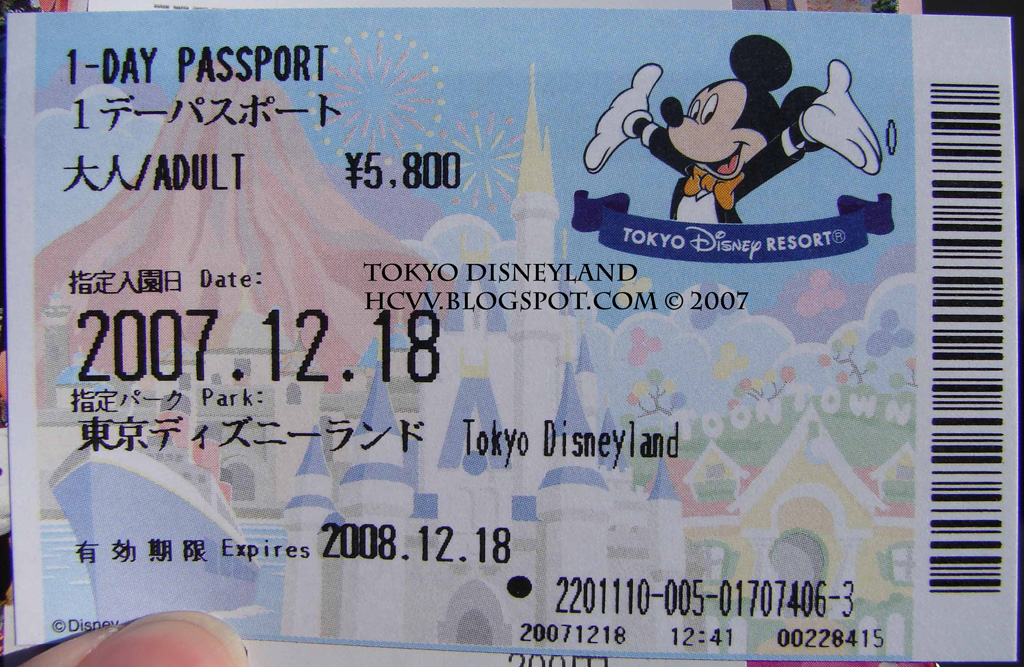 1-DAY PASSPORT
1デーパスポート
大人/ADULT ¥5,800
TOKYO Disney RESORT®
指定入園日 Date:
TOKYO DISNEYLAND
HCVV.BLOGSPOT.COM © 2007
2007.12.18
指定パーク Park:
東京ディズニーランド Tokyo Disneyland
TOONTOWN
有効期限 Expires 2008.12.18
2201110-005-01707406-3
©Disney
20071218 12:41 00228415